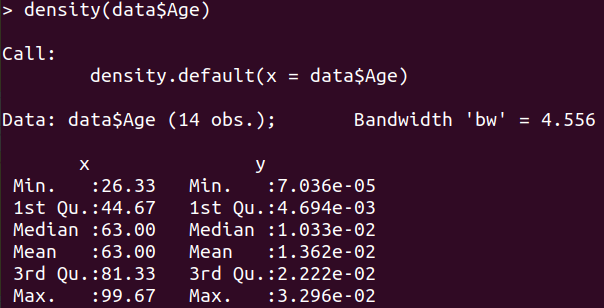 > density(data$Age)
Call:
density.default(x = data$Age)
Data: data$Age (14 obs.); Bandwidth 'bw' = 4.556
x y
Min. :26.33 Min. :7.036e-05
1st Qu.:44.67 1st Qu.:4.694e-03
Median :63.00 Median :1.033e-02
Mean :63.00 Mean :1.362e-02
3rd Qu.:81.33 3rd Qu.:2.222e-02
Max. :99.67 Max. :3.296e-02